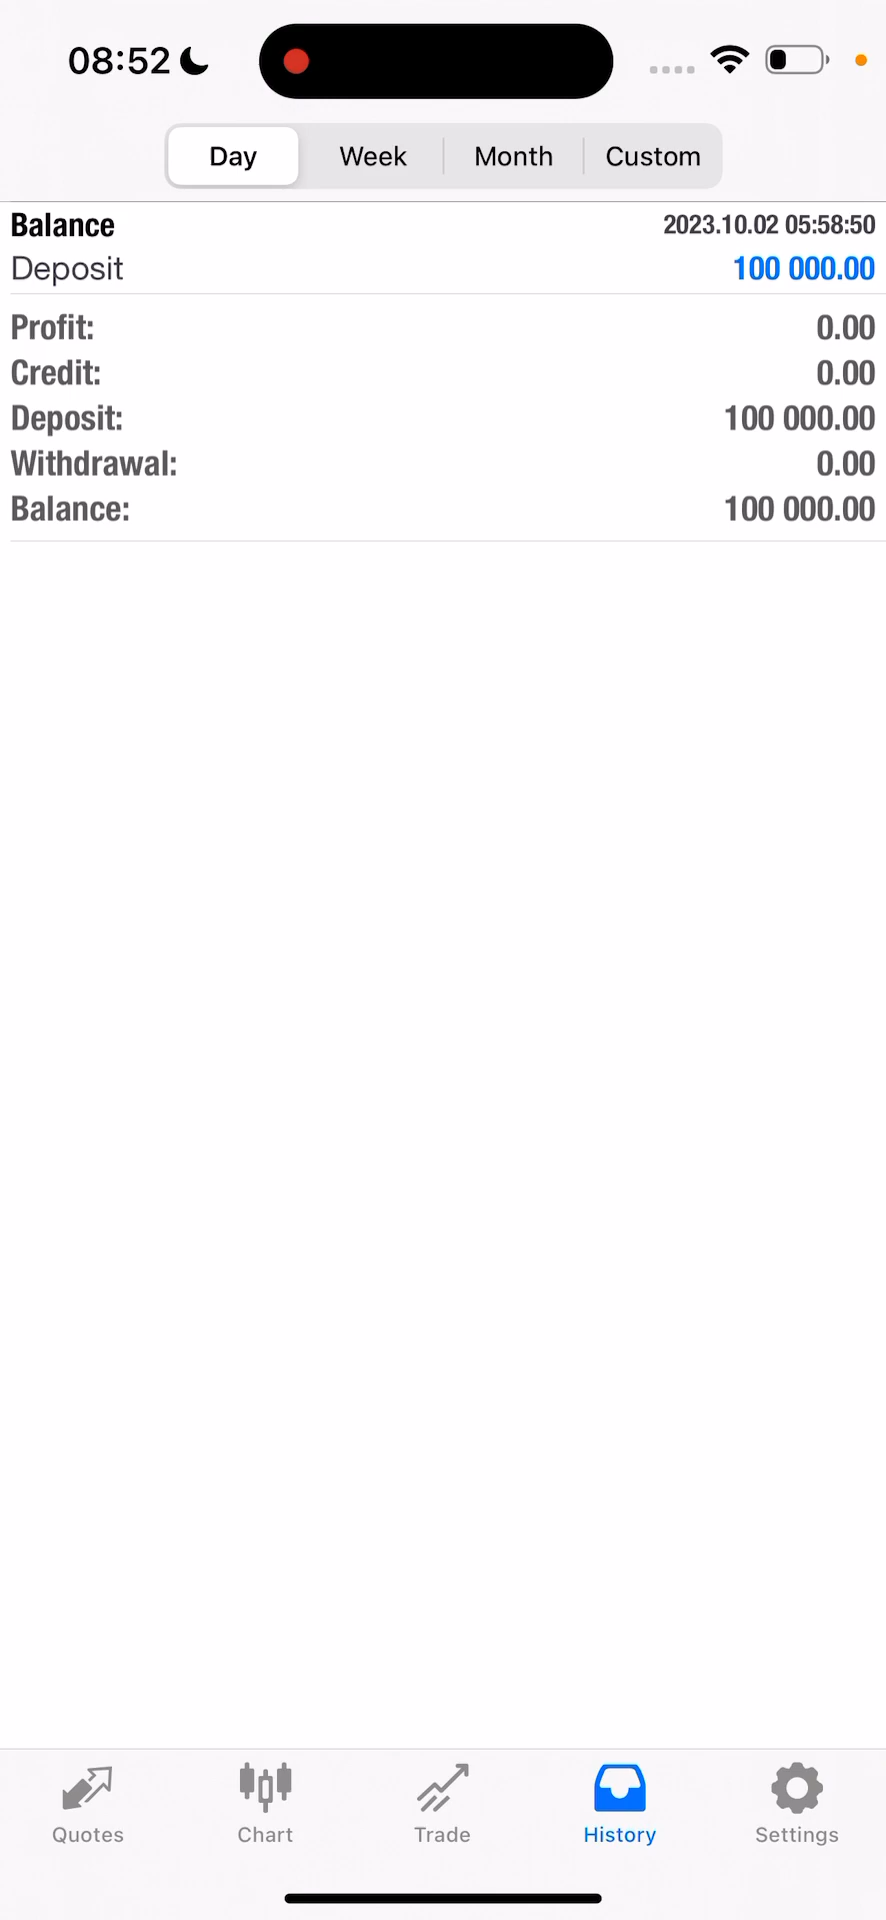 08:52
Day Week Month Custom
Balance 2023.10.02 05:58:50
Deposit 100 000.00
Profit: 0.00
Credit: 0.00
Deposit: 100 000.00
Withdrawal: 0.00
Balance: 100 000.00
Quotes Chart Trade History Settings